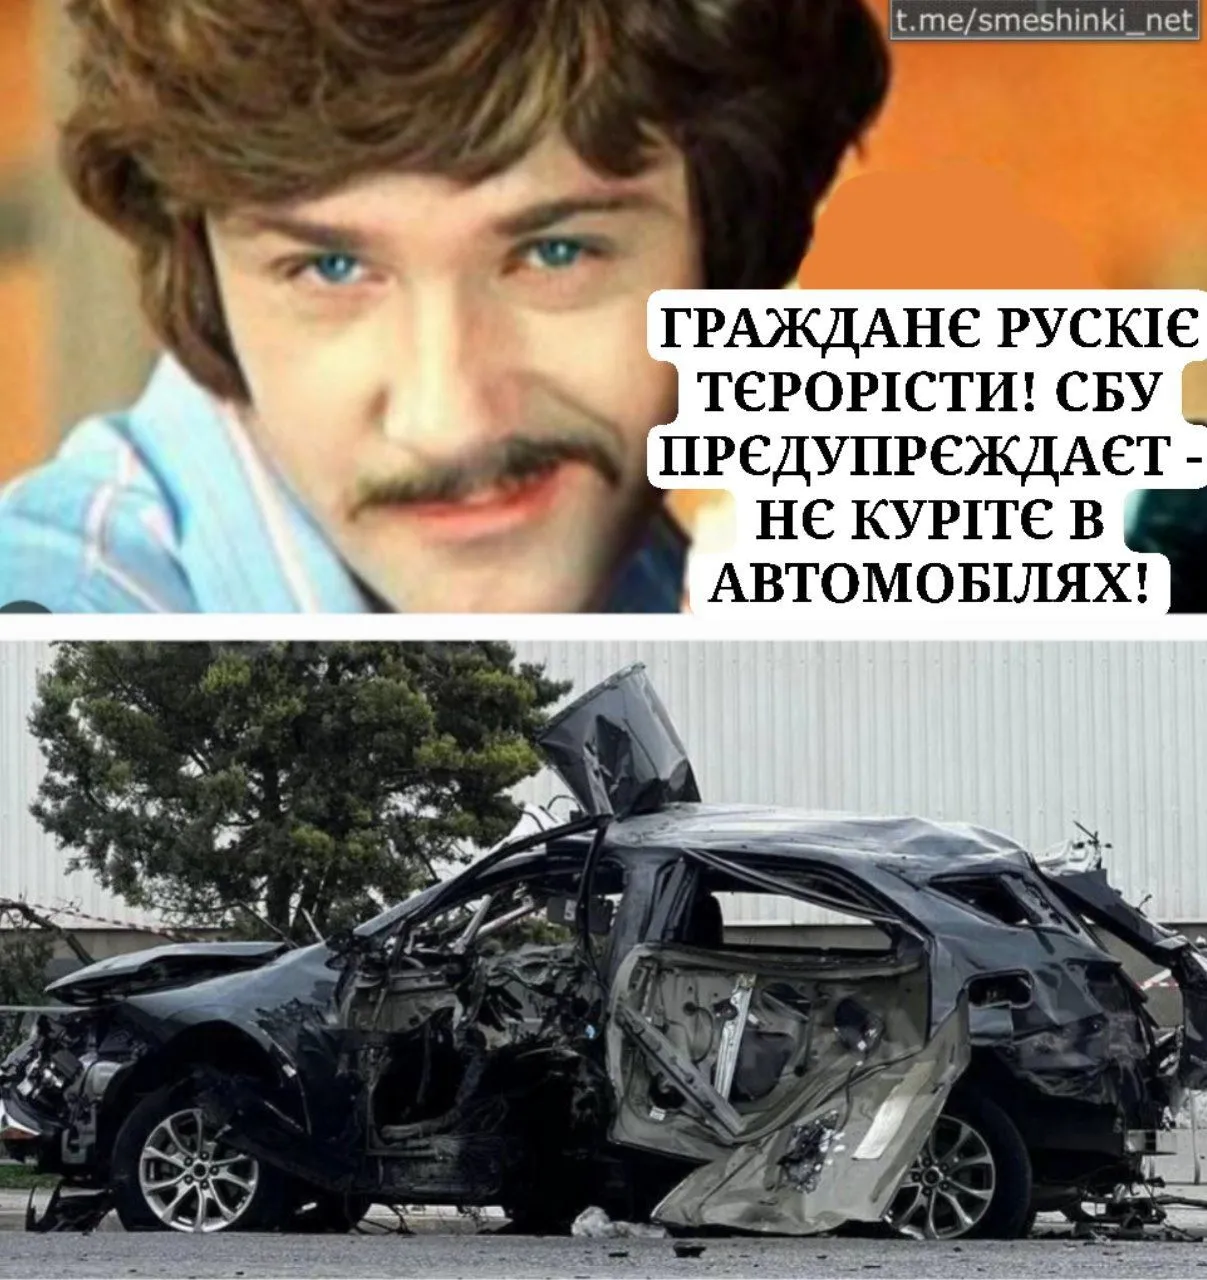 t.me/smeshinki_net
ГРАЖДАНЄ РУСКІЄ
ТЄРОРІСТИ! СБУ
ПРЄДУПРЄЖДАЄТ -
НЄ КУРІТЄ В
АВТОМОБІЛЯХ!